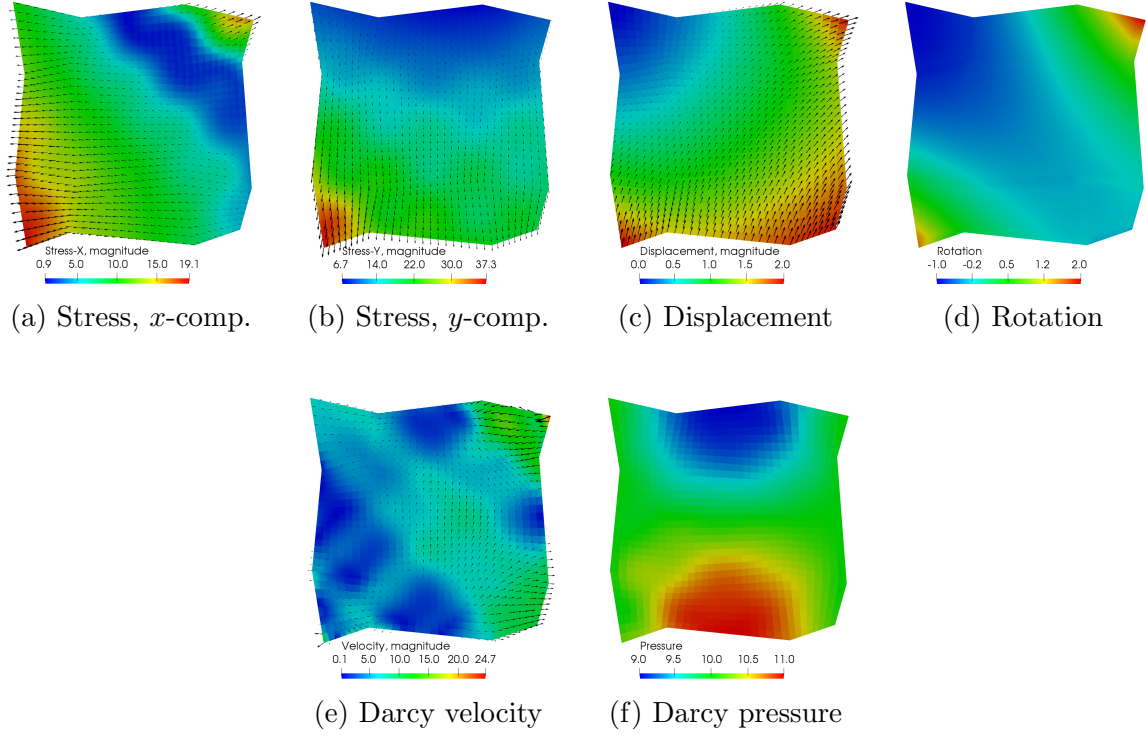 Stress-X, magnitude
0.9 5.0 10.0 15.0 19.1
Stress-Y, magnitude
6.7 14.0 22.0 30.0 37.3
Displacement, magnitude
0.0 0.5 1.0 1.5 2.0
Rotation
-1.0 -0.2 0.5 1.2 2.0
(a) Stress, x-comp.
(b) Stress, y-comp.
(c) Displacement
(d) Rotation
Velocity, magnitude
0.1 5.0 10.0 15.0 20.0 24.7
Pressure
9.0 9.5 10.0 10.5 11.0
(e) Darcy velocity
(f) Darcy pressure